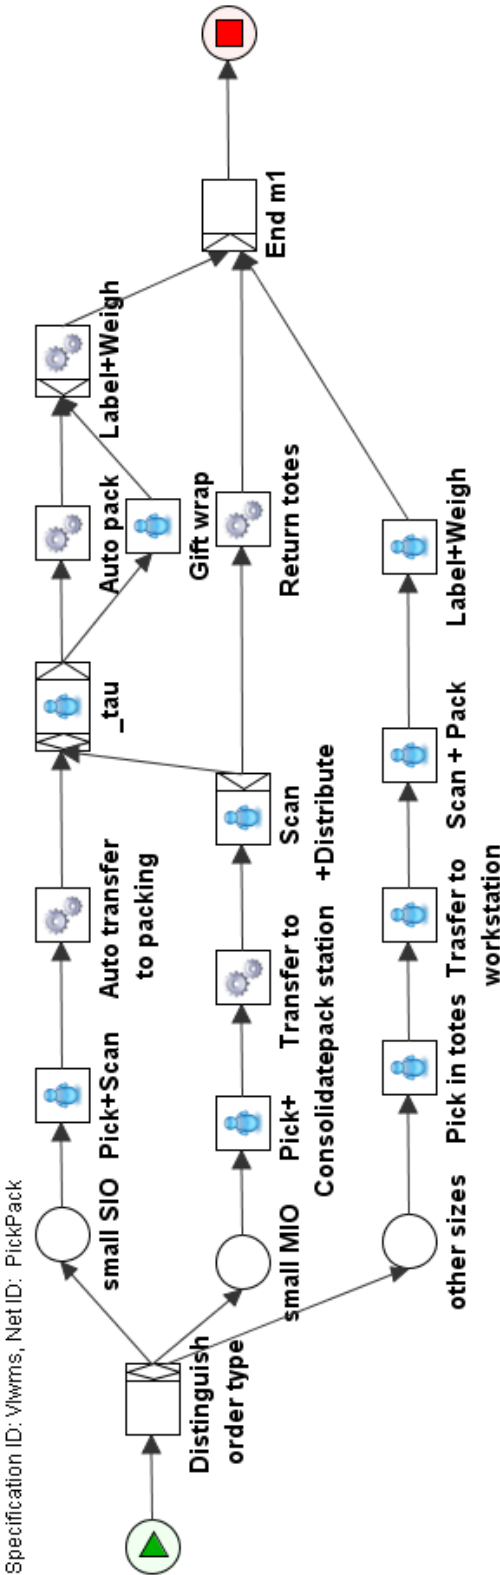 Specification ID: Vlwms, Net ID: PickPack
Distinguish
order type
small SIO
Pick+Scan
Auto transfer
to packing
_tau
Auto pack
Gift wrap
Label+Weigh
End m1
small MIO
Pick+
Consolidate
Transfer to
pack station
Scan
+Distribute
Return totes
other sizes
Pick in totes
Trasfer to
workstation
Scan + Pack
Label+Weigh